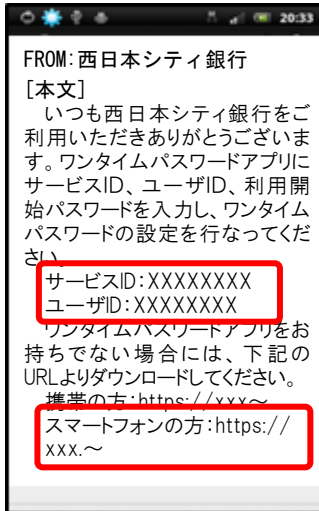 20:33
FROM:西日本シティ銀行
[本文]
いつも西日本シティ銀行をご
利用いただきありがとうございま
す。ワンタイムパスワードアプリに
サービスID、ユーザID、利用開
始パスワードを入力し、ワンタイム
パスワードの設定を行なってくだ
さい。
サービスID:XXXXXXXX
ユーザID:XXXXXXXX
ワンタイムパスワードアプリをお
持ちでない場合には、下記の
URLよりダウンロードしてください。
携帯の方:https://xxx~
スマートフォンの方:https://
xxx.~